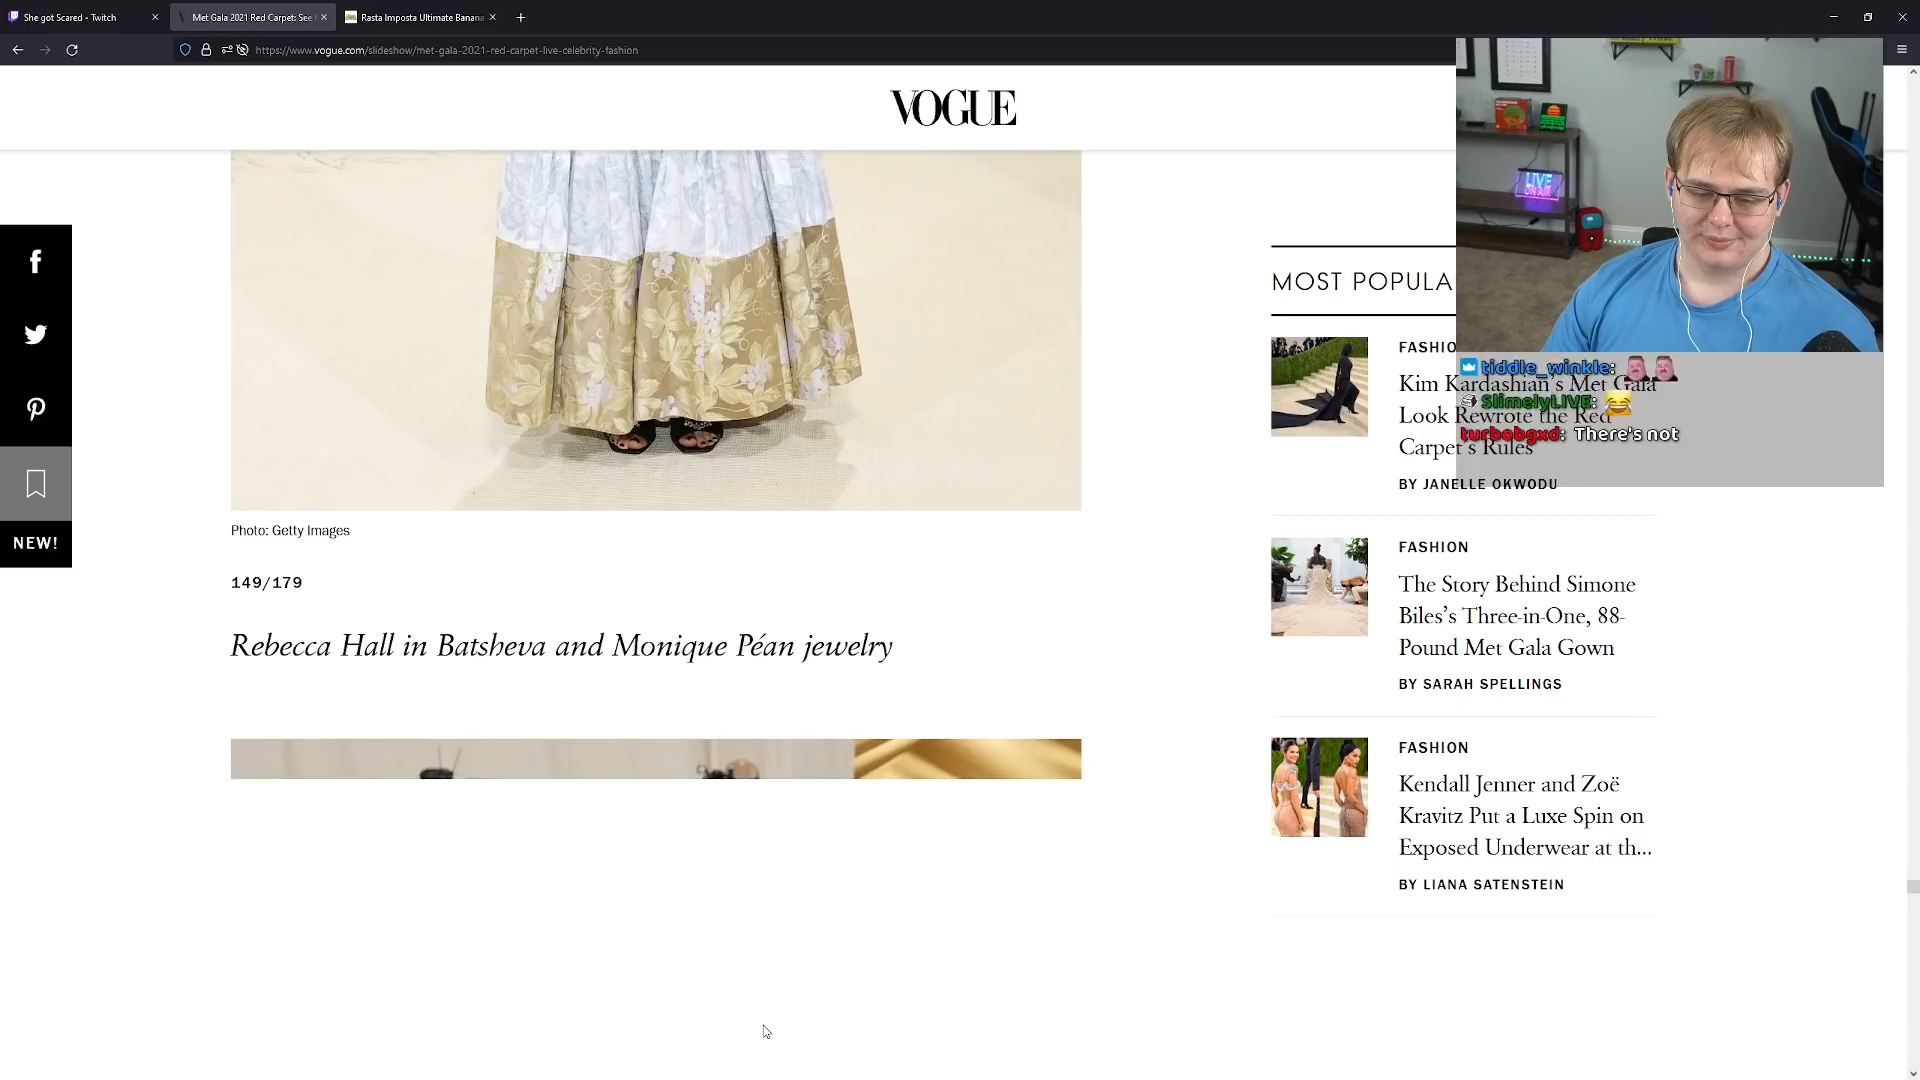 She got Scared - Twitch
Met Gala 2021 Red Carpet: See
Rasta Imposta Ultimate Banana
https://www.vogue.com/slideshow/met-gala-2021-red-carpet-live-celebrity-fashion
VOGUE
LIVE
ON AIR
NEW!
Photo: Getty Images
149/179
Rebecca Hall in Batsheva and Monique Péan jewelry
MOST POPULA
FASHIO
Kim Kardashian's Met Gala
Look Rewrote the Red
Carpet's Rules
BY JANELLE OKWODU
tiddle_winkle:
SlimelyLIVE: 😂
turbobgxd: There's not
FASHION
The Story Behind Simone
Biles's Three-in-One, 88-
Pound Met Gala Gown
BY SARAH SPELLINGS
FASHION
Kendall Jenner and Zoë
Kravitz Put a Luxe Spin on
Exposed Underwear at th...
BY LIANA SATENSTEIN